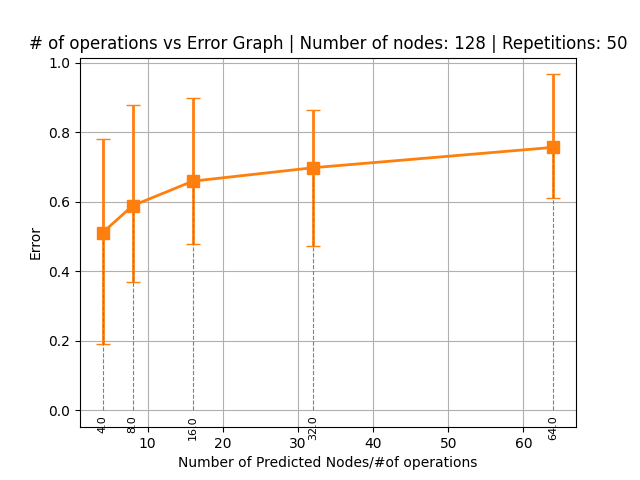 # of operations vs Error Graph | Number of nodes: 128 | Repetitions: 50
1.0
0.8
0.6
0.4
0.2
0.0
Error
4.0
8.0
16.0
32.0
64.0
10 20 30 40 50 60
Number of Predicted Nodes/#of operations